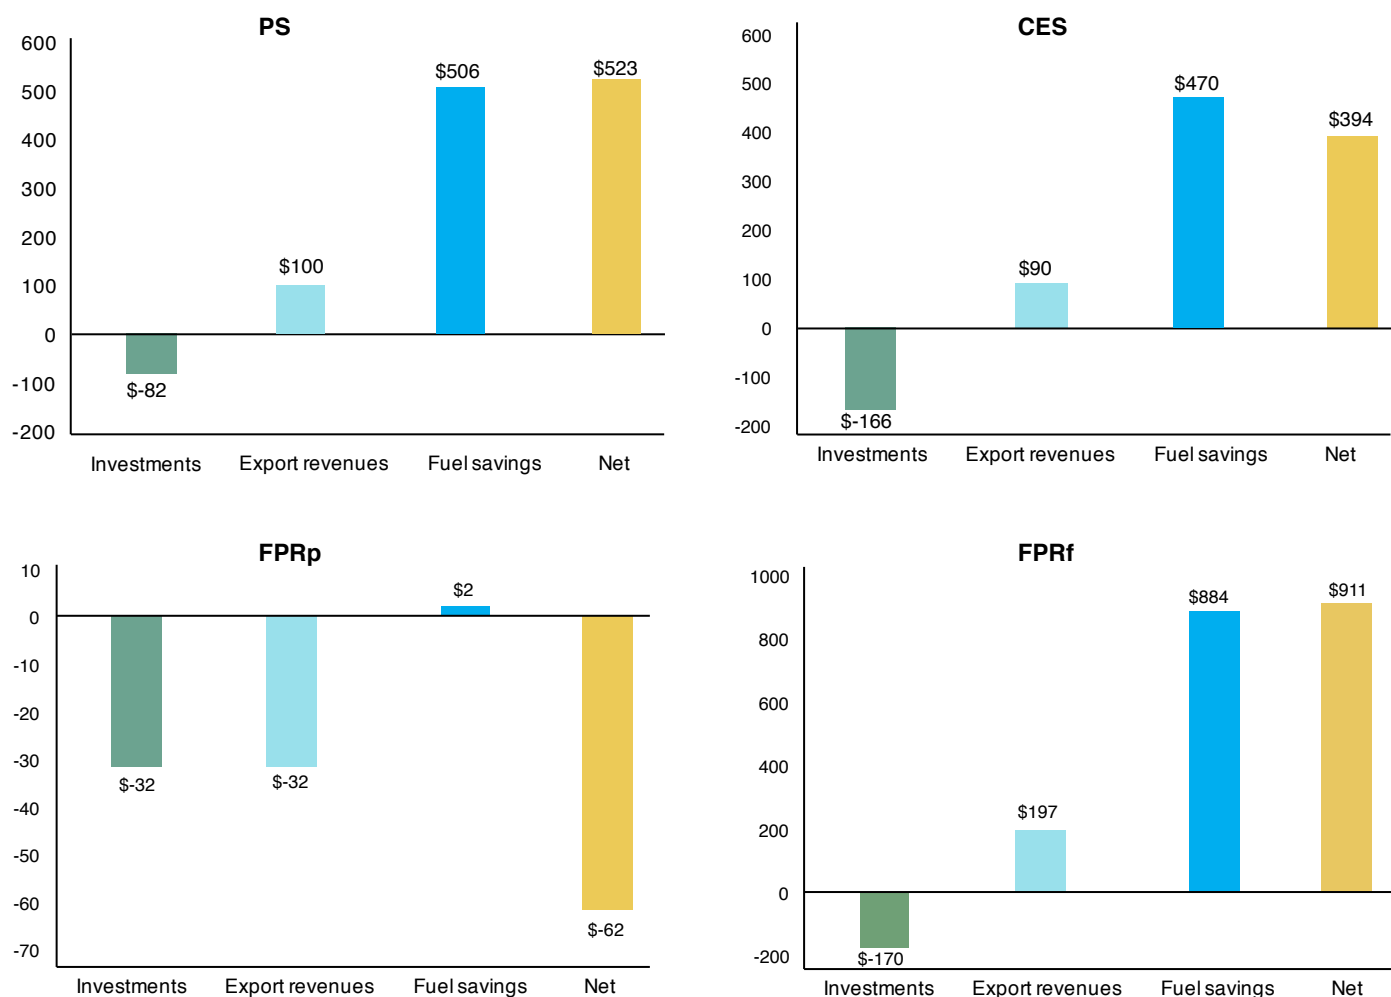 PS
600
500
400
300
200
100
0
-100
-200
$-82
$100
$506
$523
Investments
Export revenues
Fuel savings
Net
CES
600
500
400
300
200
100
0
-100
-200
$-166
$90
$470
$394
Investments
Export revenues
Fuel savings
Net
FPRp
10
0
-10
-20
-30
-40
-50
-60
-70
$-32
$-32
$2
$-62
Investments
Export revenues
Fuel savings
Net
FPRf
1000
800
600
400
200
0
-200
$-170
$197
$884
$911
Investments
Export revenues
Fuel savings
Net